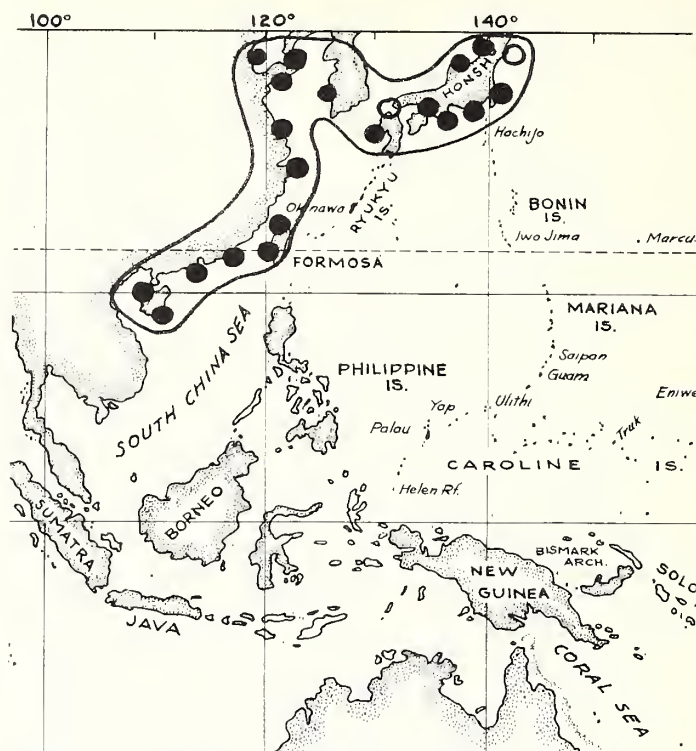 100° 120° 140°
HONSHU
Hachijo
Okinawa
RYUKYU
IS.
BONIN
IS.
Iwo Jima
Marcus
FORMOSA
MARIANA
IS.
SOUTH CHINA SEA
Saipan
Guam
PHILIPPINE
IS.
Yap
Ulithi
Eniwe
Palau
Truk
CAROLINE IS.
Helen Rf.
BORNEO
SUMATRA
BISMARK
ARCH.
NEW
GUINEA
SOLO
JAVA
CORAL SEA